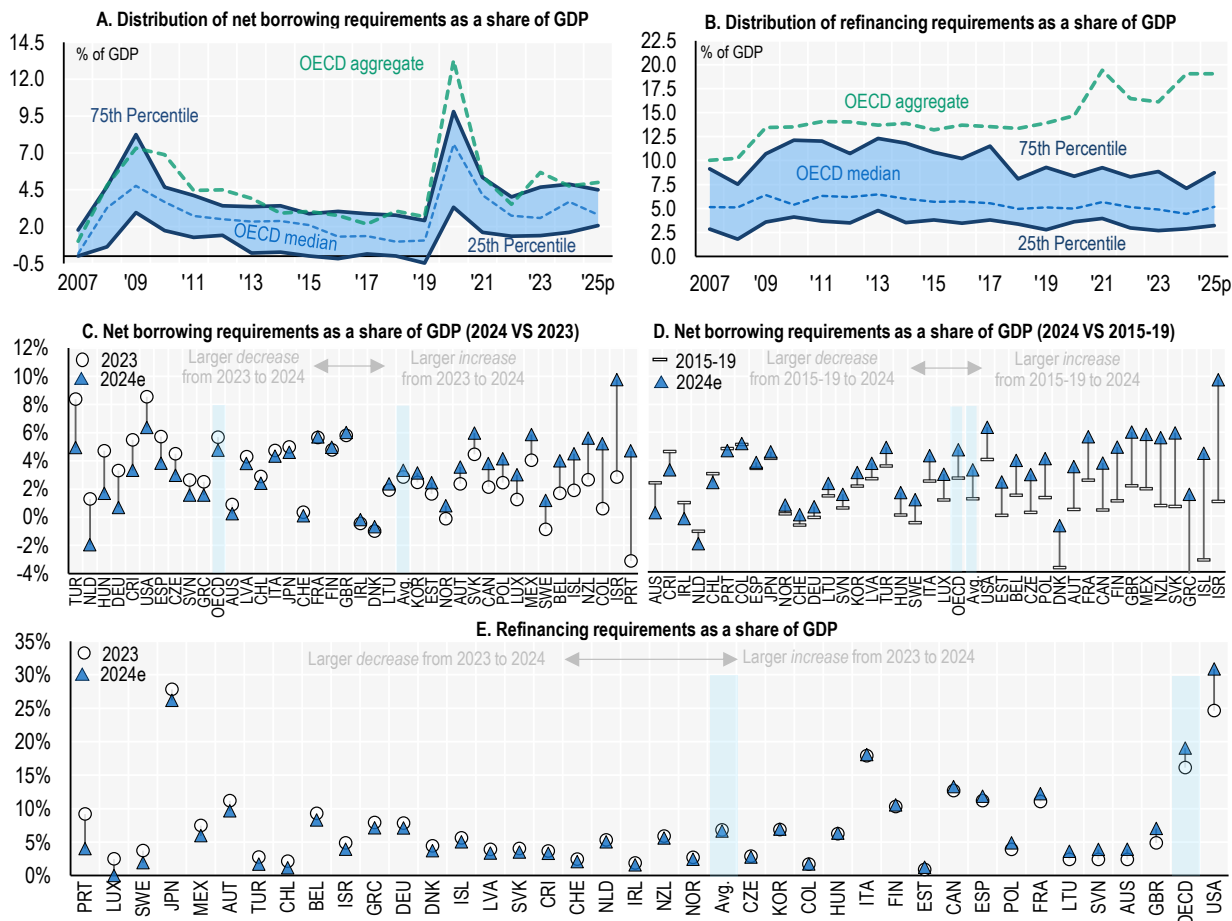 A. Distribution of net borrowing requirements as a share of GDP
14.5
12.0
9.5
7.0
4.5
2.0
-0.5
% of GDP
OECD aggregate
75th Percentile
OECD median
25th Percentile
2007 '09 '11 '13 '15 '17 '19 '21 '23 '25p
B. Distribution of refinancing requirements as a share of GDP
22.5
20.0
17.5
15.0
12.5
10.0
7.5
5.0
2.5
0.0
% of GDP
OECD aggregate
75th Percentile
OECD median
25th Percentile
2007 '09 '11 '13 '15 '17 '19 '21 '23 '25p
C. Net borrowing requirements as a share of GDP (2024 VS 2023)
12%
10%
8%
6%
4%
2%
0%
-2%
-4%
2023
2024e
Larger decrease
from 2023 to 2024
Larger increase
from 2023 to 2024
TUR NLD HUN DEU CRI USA ESP CZE SVN GRC OECD AUS LVA CHL ITA JPN CHE FRA FIN GBR IRL DNK LTU Avg. KOR EST NOR AUT SVK CAN POL LUX MEX SWE BEL ISL NZL COL ISR PRT
D. Net borrowing requirements as a share of GDP (2024 VS 2015-19)
2015-19
2024e
Larger decrease
from 2015-19 to 2024
Larger increase
from 2015-19 to 2024
AUS CRI IRL NLD CHL PRT COL ESP JPN NOR CHE DEU LTU SVN KOR LVA TUR HUN SWE ITA LUX OECD Avg. USA EST BEL CZE POL DNK AUT FRA CAN FIN GBR MEX NZL SVK GRC ISL ISR
E. Refinancing requirements as a share of GDP
35%
30%
25%
20%
15%
10%
5%
0%
2023
2024e
Larger decrease from 2023 to 2024
Larger increase from 2023 to 2024
PRT LUX SWE JPN MEX AUT TUR CHL BEL ISR GRC DEU DNK ISL LVA SVK CRI CHE NLD IRL NZL NOR Avg. CZE KOR COL HUN ITA FIN EST CAN ESP POL FRA LTU SVN AUS GBR OECD USA